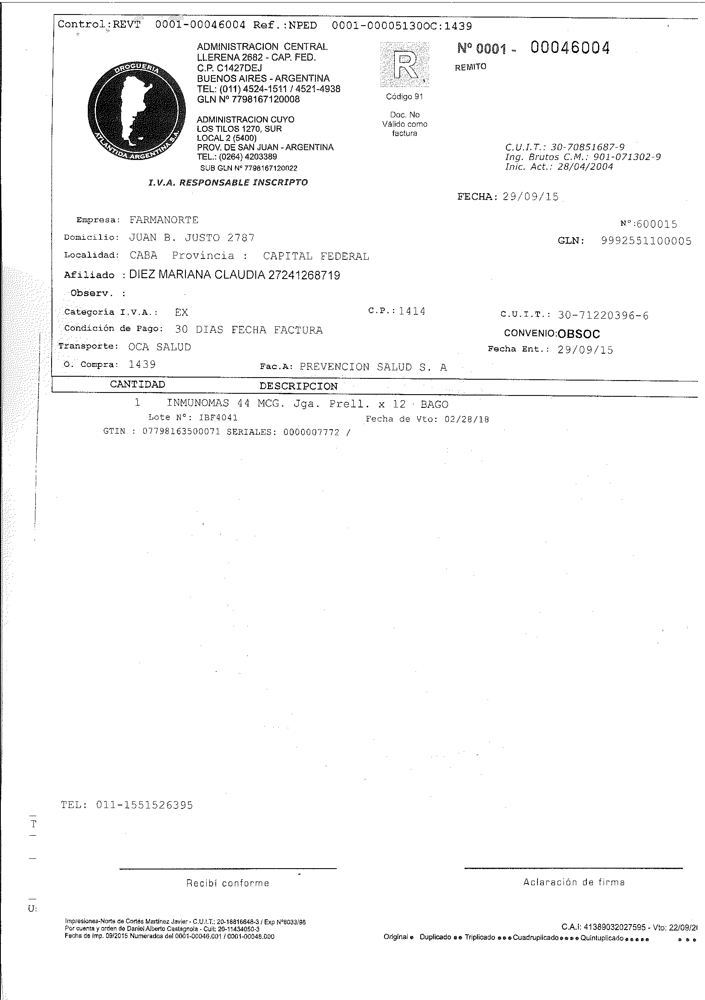 Control:REVT 0001-00046004 Ref.:NPED 0001-00005130OC:1439
ADMINISTRACION CENTRAL
LLERENA 2682 - CAP. FED.
C.P. C1427DEJ
BUENOS AIRES - ARGENTINA
TEL: (011) 4524-1511 / 4521-4938
GLN Nº 7798167120008
DROGUERIA
ATLANTIDA ARGENTINA S.A.
ADMINISTRACION CUYO
LOS TILOS 1270, SUR
LOCAL 2 (5400)
PROV. DE SAN JUAN - ARGENTINA
TEL.: (0264) 4203389
SUB GLN Nº 7798167120022
I.V.A. RESPONSABLE INSCRIPTO
R
Código 91
Doc. No
Válido como
factura
Nº 0001 - 00046004
REMITO
C.U.I.T.: 30-70851687-9
Ing. Brutos C.M.: 901-071302-9
Inic. Act.: 28/04/2004
FECHA: 29/09/15
Empresa: FARMANORTE
Nº:600015
Domicilio: JUAN B. JUSTO 2787
GLN: 9992551100005
Localidad: CABA Provincia : CAPITAL FEDERAL
Afiliado : DIEZ MARIANA CLAUDIA 27241268719
Observ. :
Categoría I.V.A.: EX C.P.:1414 C.U.I.T.: 30-71220396-6
Condición de Pago: 30 DIAS FECHA FACTURA CONVENIO:OBSOC
Transporte: OCA SALUD Fecha Ent.: 29/09/15
O. Compra: 1439 Fac.A: PREVENCION SALUD S. A
CANTIDAD DESCRIPCION
1 INMUNOMAS 44 MCG. Jga. Prell. x 12 BAGO
Lote Nº: IBF4041 Fecha de Vto: 02/28/18
GTIN : 07798163500071 SERIALES: 0000007772 /
TEL: 011-1551526395
T
Recibí conforme Aclaración de firma
U:
Impresiones-Norte de Cortés Martínez Javier - C.U.I.T.: 20-18816648-3 / Exp Nº8033/98
Por cuenta y orden de Daniel Alberto Castagnola - Cuit: 20-11434050-3
Fecha de Imp. 09/2015 Numerados del 0001-00046.001 / 0001-00048.000
C.A.I: 41389032027595 - Vto: 22/09/20
Original • Duplicado •• Triplicado ••• Cuadruplicado •••• Quintuplicado ••••• •••